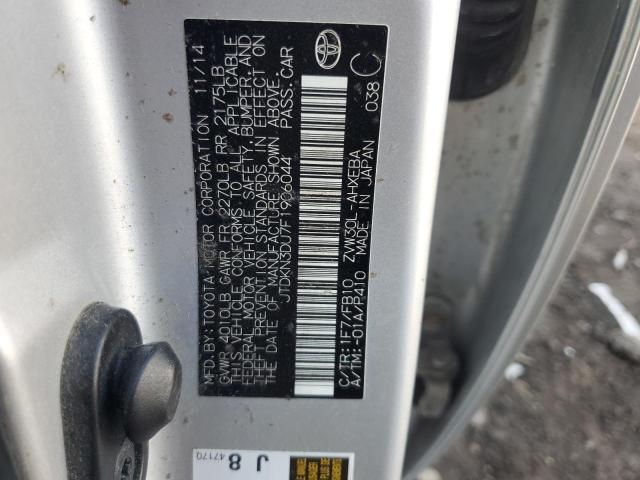 MFD.BY:TOYOTA MOTOR CORPORATION 11/14
GVWR 4010LB GAWR FR 2270LB RR 2175LB
THIS VEHICLE CONFORMS TO ALL APPLICABLE
FEDERAL MOTOR VEHICLE SAFETY, BUMPER, AND
THEFT PREVENTION STANDARDS IN EFFECT ON
THE DATE OF MANUFACTURE SHOWN ABOVE.
JTDKN3DU7F1906044 PASS.CAR
C/TR:1F7/FB10 ZVW30L-AHXEBA
A/TM:-01A/P410 MADE IN JAPAN
038 C
J 8
47170